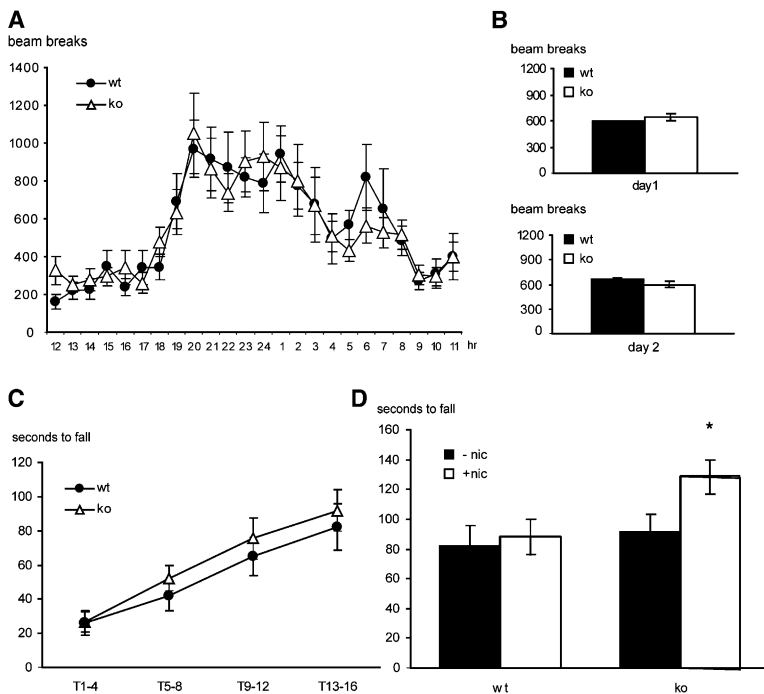 A
beam breaks
1400
1200
1000
800
600
400
200
0
wt
ko
12 13 14 15 16 17 18 19 20 21 22 23 24 1 2 3 4 5 6 7 8 9 10 11 hr
B
beam breaks
1200
900
600
300
0
wt
ko
day1
beam breaks
1200
900
600
300
0
wt
ko
day 2
C
seconds to fall
120
100
80
60
40
20
0
wt
ko
T1-4 T5-8 T9-12 T13-16
D
seconds to fall
160
140
120
100
80
60
40
20
0
- nic
+nic
*
wt ko